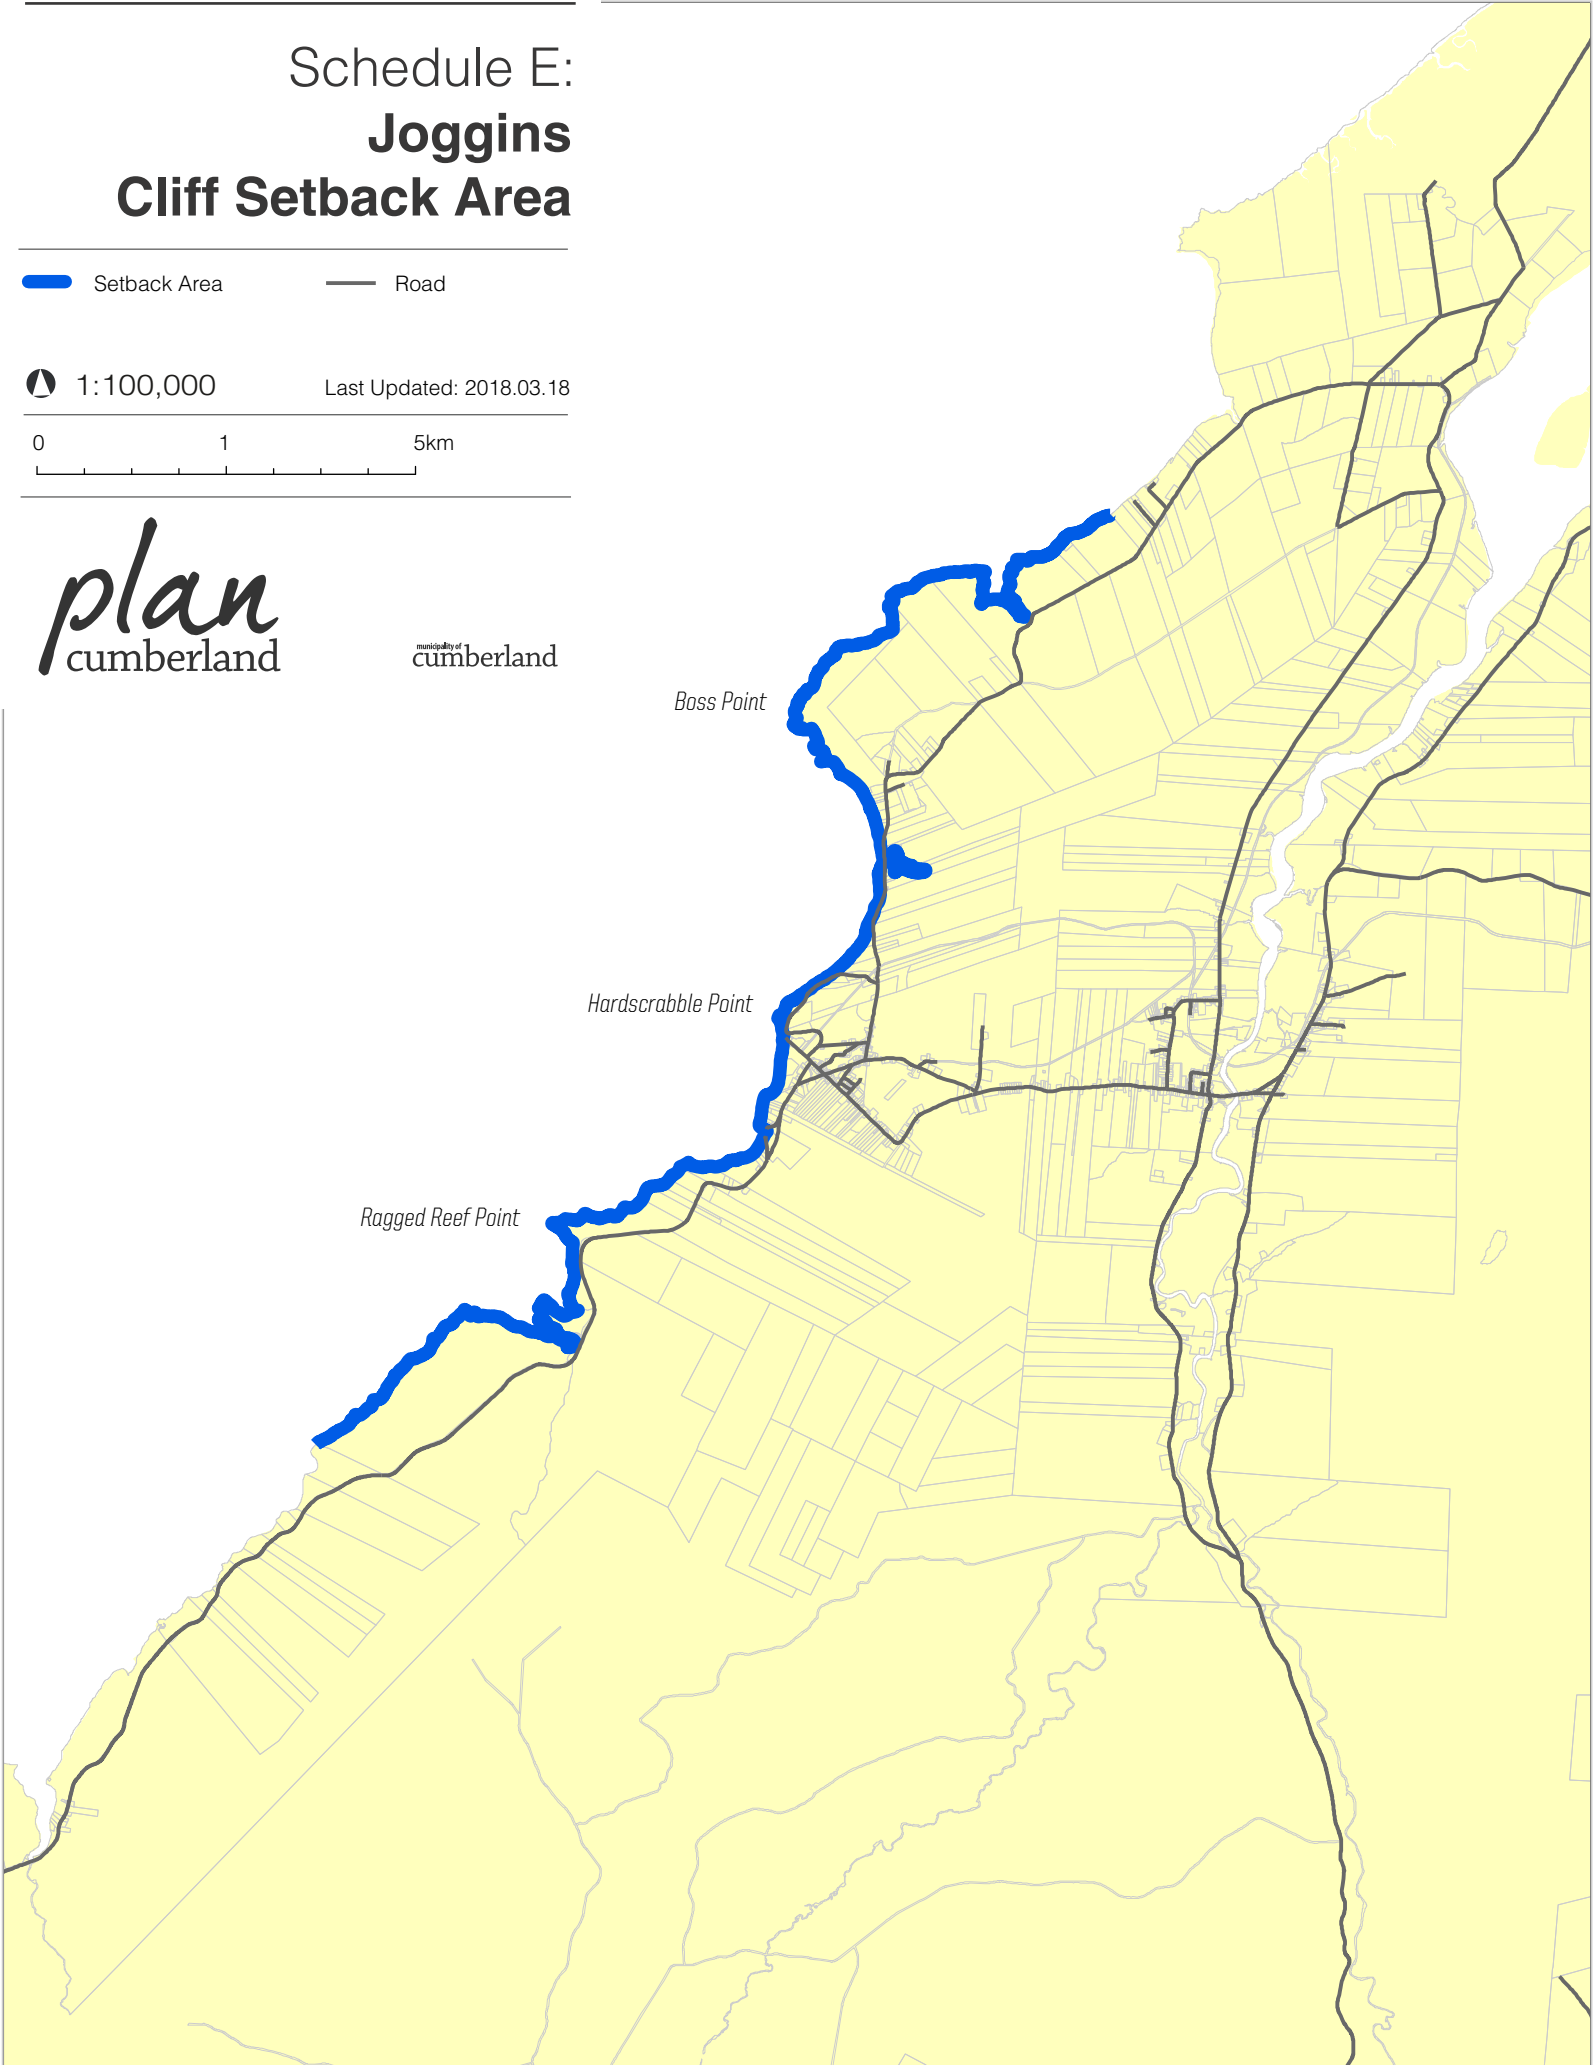 Schedule E:
Joggins
Cliff Setback Area
Setback Area
Road
1:100,000
Last Updated: 2018.03.18
0 1 5km
plan
cumberland
municipality of
cumberland
Boss Point
Hardscrabble Point
Ragged Reef Point